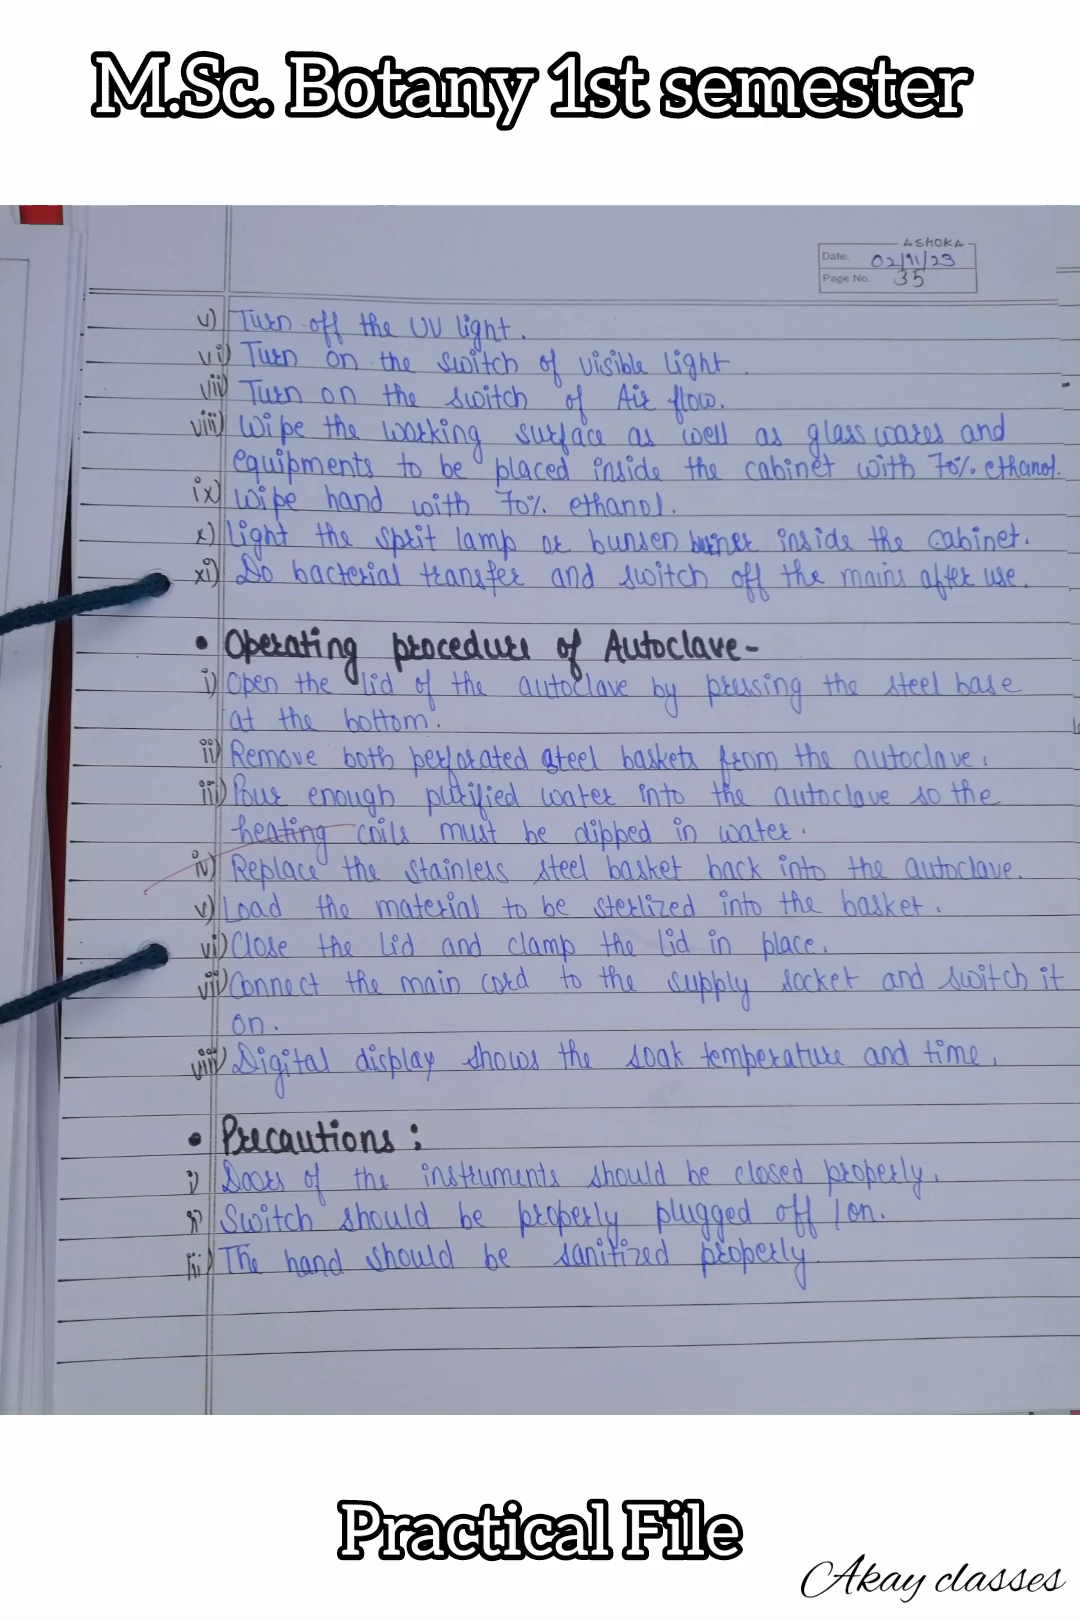 M.Sc. Botany 1st semester
ASHOKA
Date: 02/11/23
Page No. 35
v) Turn off the UV light.
vi) Turn on the switch of visible light.
vii) Turn on the switch of Air flow.
viii) Wipe the working surface as well as glass wares and
equipments to be placed inside the cabinet with 70% ethanol.
ix) Wipe hand with 70% ethanol.
x) Light the sprit lamp or bunsen burner inside the cabinet.
xi) Do bacterial transfer and switch off the mains after use.
• Operating procedure of Autoclave-
i) Open the lid of the autoclave by pressing the steel base
at the bottom.
ii) Remove both perforated steel baskets from the autoclave.
iii) Pour enough purified water into the autoclave so the
heating coils must be dipped in water.
iv) Replace the stainless steel basket back into the autoclave.
v) Load the material to be sterlized into the basket.
vi) Close the lid and clamp the lid in place.
vii) Connect the main cord to the supply socket and switch it
on.
viii) Digital display shows the soak temperature and time.
• Precautions:
i) Doors of the instruments should be closed properly.
ii) Switch should be properly plugged off / on.
iii) The hand should be sanitized properly.
Practical File
Akay classes